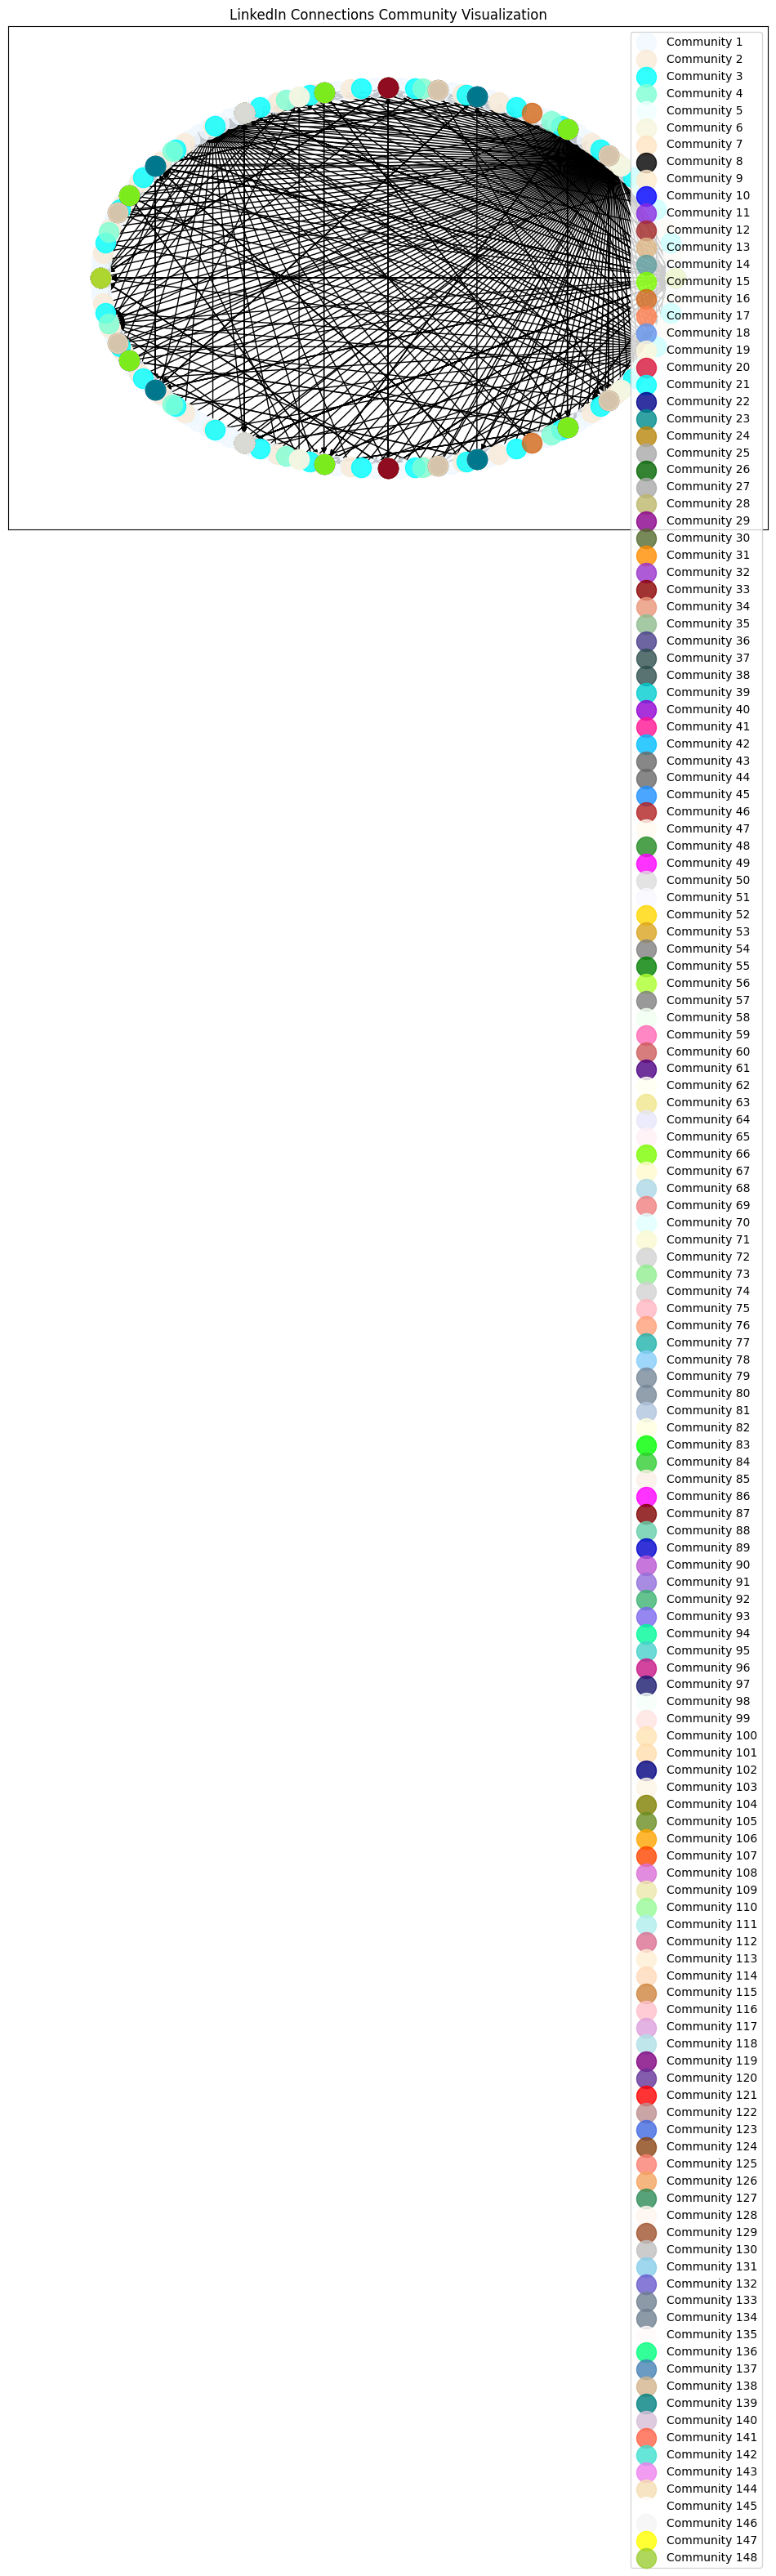 LinkedIn Connections Community Visualization
Community 1
Community 2
Community 3
Community 4
Community 5
Community 6
Community 7
Community 8
Community 9
Community 10
Community 11
Community 12
Community 13
Community 14
Community 15
Community 16
Community 17
Community 18
Community 19
Community 20
Community 21
Community 22
Community 23
Community 24
Community 25
Community 26
Community 27
Community 28
Community 29
Community 30
Community 31
Community 32
Community 33
Community 34
Community 35
Community 36
Community 37
Community 38
Community 39
Community 40
Community 41
Community 42
Community 43
Community 44
Community 45
Community 46
Community 47
Community 48
Community 49
Community 50
Community 51
Community 52
Community 53
Community 54
Community 55
Community 56
Community 57
Community 58
Community 59
Community 60
Community 61
Community 62
Community 63
Community 64
Community 65
Community 66
Community 67
Community 68
Community 69
Community 70
Community 71
Community 72
Community 73
Community 74
Community 75
Community 76
Community 77
Community 78
Community 79
Community 80
Community 81
Community 82
Community 83
Community 84
Community 85
Community 86
Community 87
Community 88
Community 89
Community 90
Community 91
Community 92
Community 93
Community 94
Community 95
Community 96
Community 97
Community 98
Community 99
Community 100
Community 101
Community 102
Community 103
Community 104
Community 105
Community 106
Community 107
Community 108
Community 109
Community 110
Community 111
Community 112
Community 113
Community 114
Community 115
Community 116
Community 117
Community 118
Community 119
Community 120
Community 121
Community 122
Community 123
Community 124
Community 125
Community 126
Community 127
Community 128
Community 129
Community 130
Community 131
Community 132
Community 133
Community 134
Community 135
Community 136
Community 137
Community 138
Community 139
Community 140
Community 141
Community 142
Community 143
Community 144
Community 145
Community 146
Community 147
Community 148